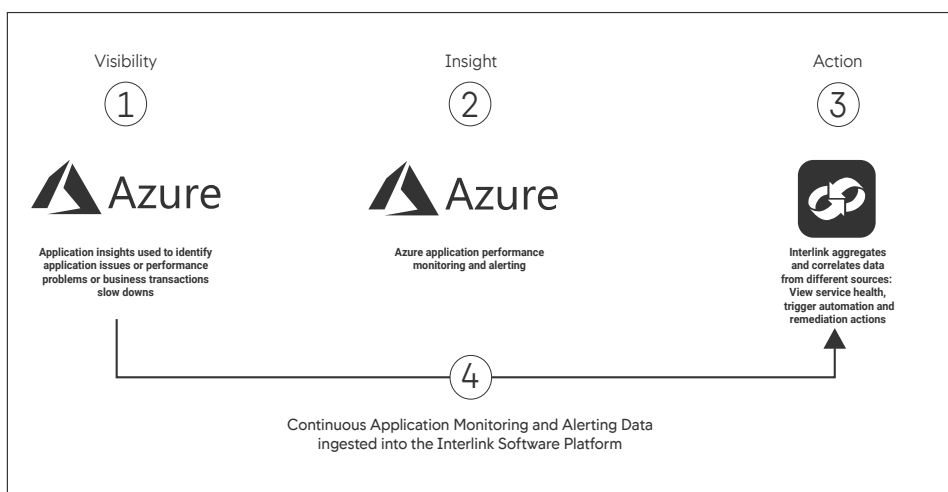 Visibility
1
Azure
Application insights used to identify
application issues or performance
problems or business transactions
slow downs
Insight
2
Azure
Azure application performance
monitoring and alerting
Action
3
Interlink aggregates
and correlates data
from different sources:
View service health,
trigger automation and
remediation actions
4
Continuous Application Monitoring and Alerting Data
ingested into the Interlink Software Platform